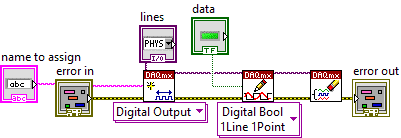 lines
data
name to assign
PHYS
I/O
TF
abc
abc
error in
DAQmx
DAQmx
DAQmx
error out
Digital Output
Digital Bool
1Line 1Point